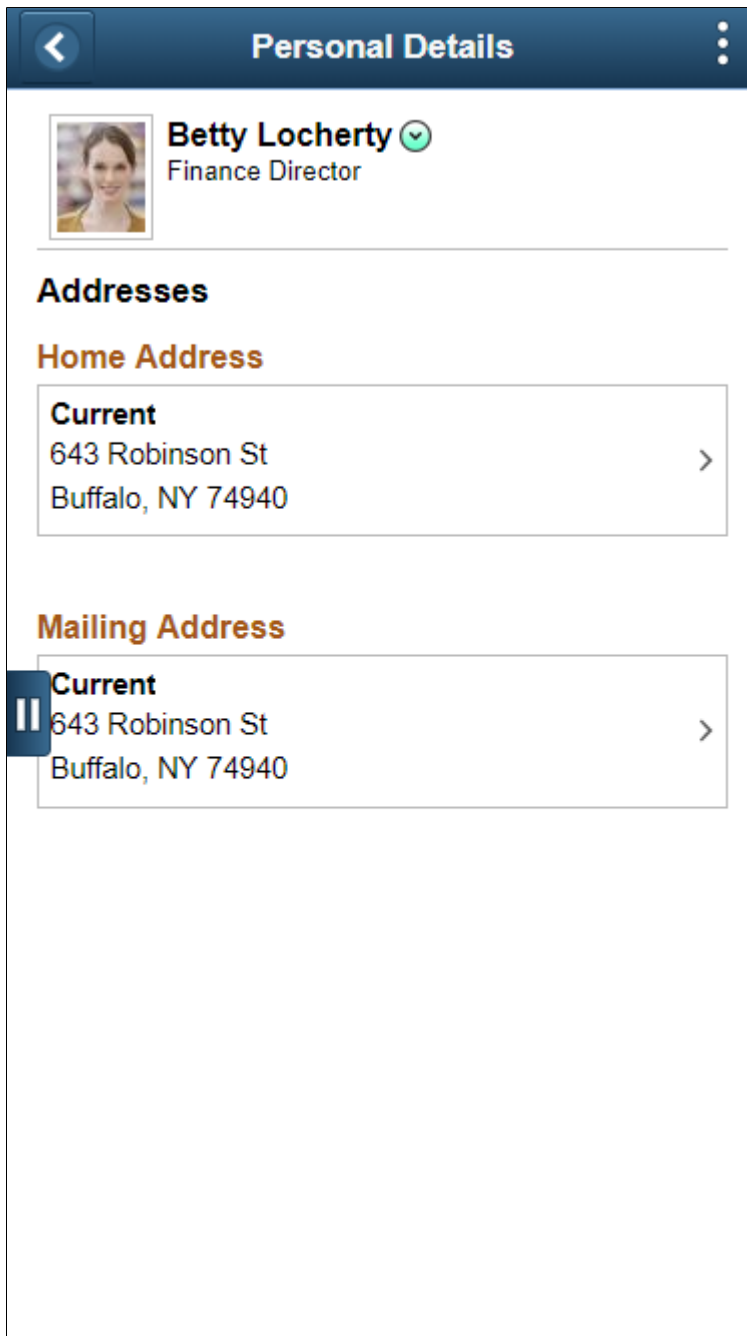 Personal Details
Betty Locherty
Finance Director
Addresses
Home Address
Current
643 Robinson St
Buffalo, NY 74940
Mailing Address
Current
643 Robinson St
Buffalo, NY 74940